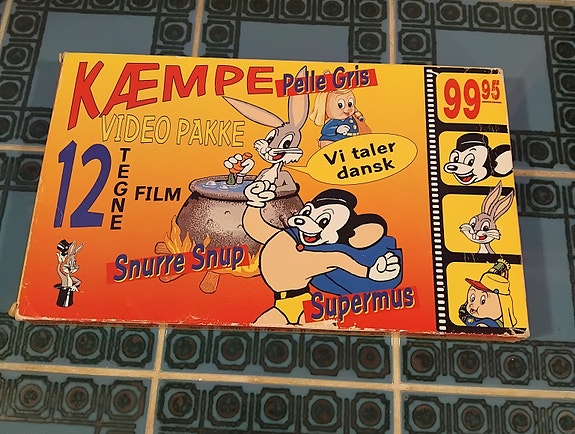 KÆMPE
VIDEO PAKKE
12 TEGNE FILM
Pelle Gris
Vi taler
dansk
99 95
Snurre Snup
Supermus